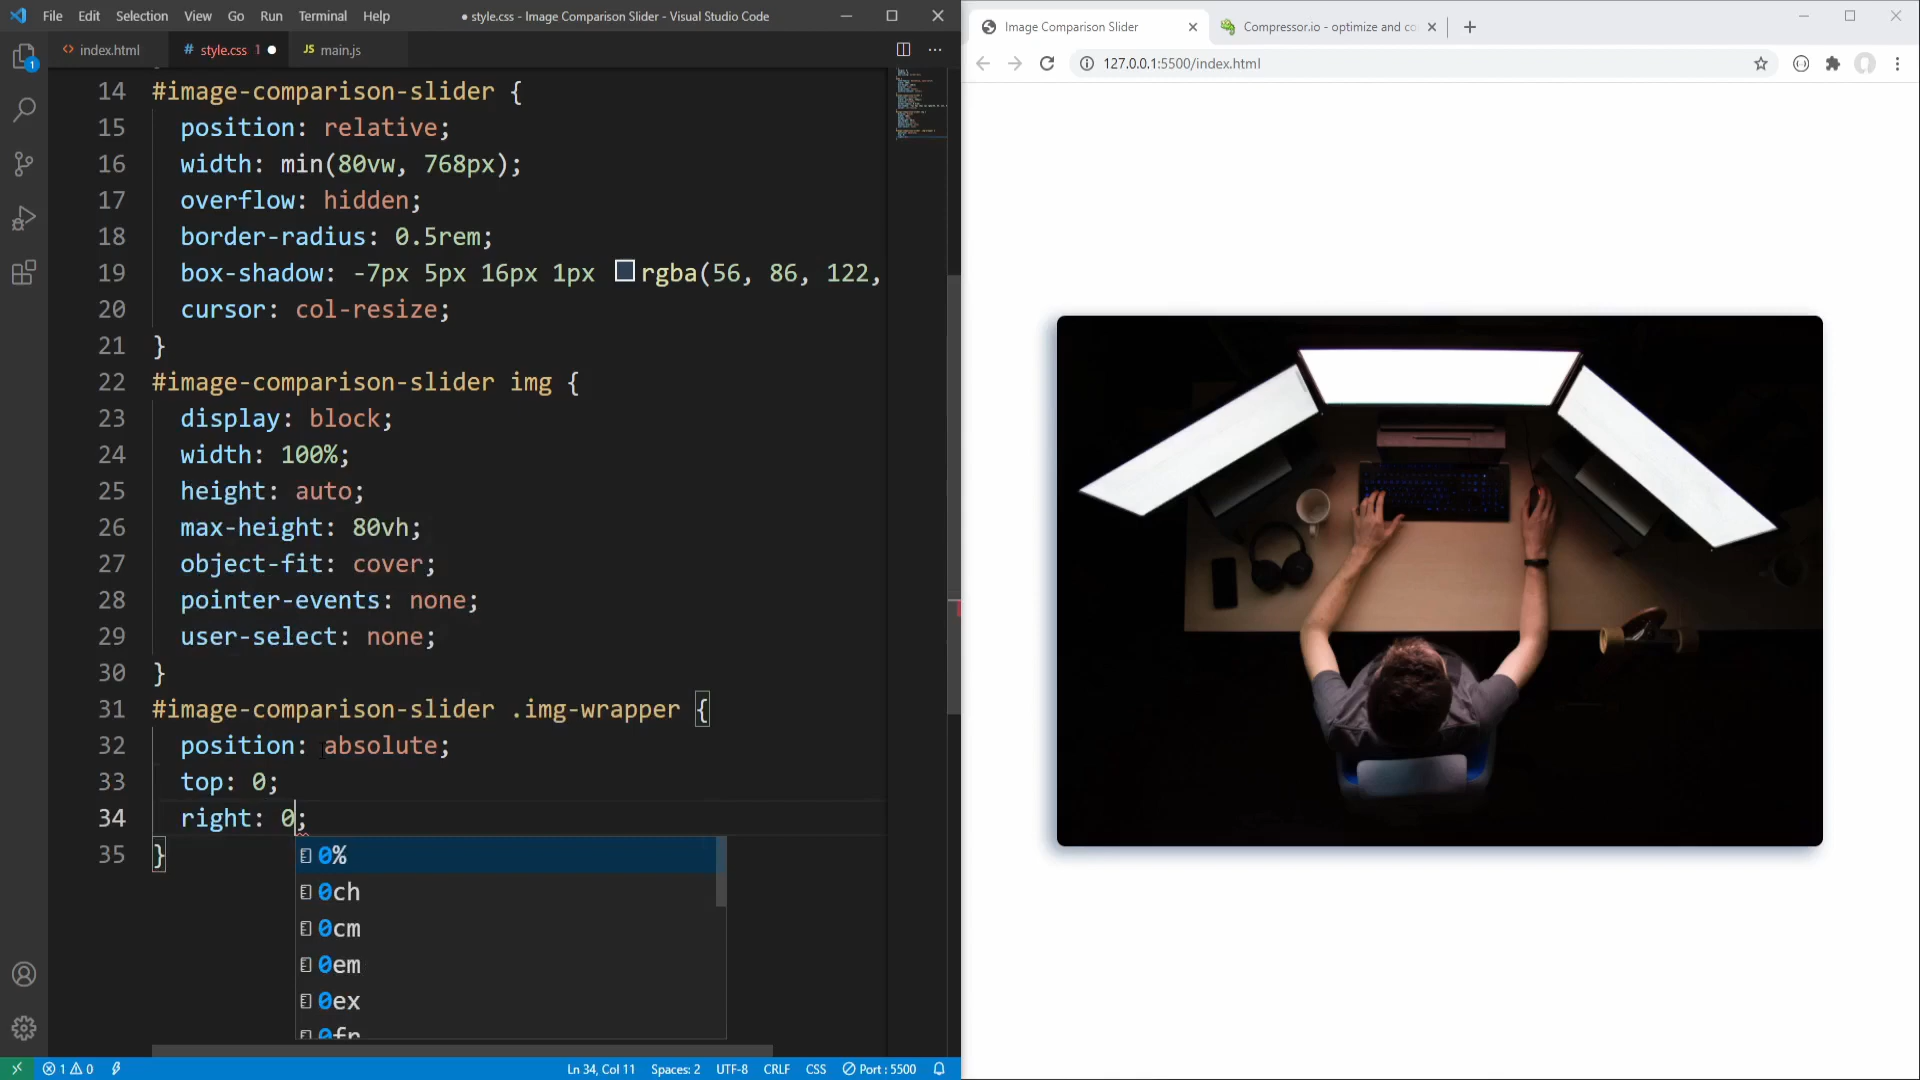 File Edit Selection View Go Run Terminal Help
● style.css - Image Comparison Slider - Visual Studio Code
<> index.html
# style.css 1 ●
JS main.js
14 #image-comparison-slider {
15 position: relative;
16 width: min(80vw, 768px);
17 overflow: hidden;
18 border-radius: 0.5rem;
19 box-shadow: -7px 5px 16px 1px rgba(56, 86, 122,
20 cursor: col-resize;
21 }
22 #image-comparison-slider img {
23 display: block;
24 width: 100%;
25 height: auto;
26 max-height: 80vh;
27 object-fit: cover;
28 pointer-events: none;
29 user-select: none;
30 }
31 #image-comparison-slider .img-wrapper {
32 position: absolute;
33 top: 0;
34 right: 0;
35 }
0%
0ch
0cm
0em
0ex
0fr
1
1 0
Ln 34, Col 11
Spaces: 2
UTF-8
CRLF
CSS
Port : 5500
Image Comparison Slider
Compressor.io - optimize and co
127.0.0.1:5500/index.html